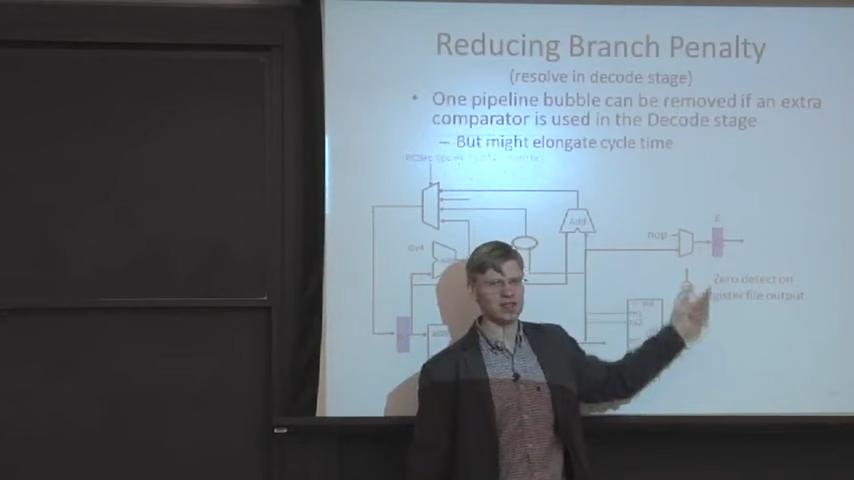 Reducing Branch Penalty
(resolve in decode stage)
• One pipeline bubble can be removed if an extra
comparator is used in the Decode stage
– But might elongate cycle time
Add
nop
E
Zero detect on
register file output